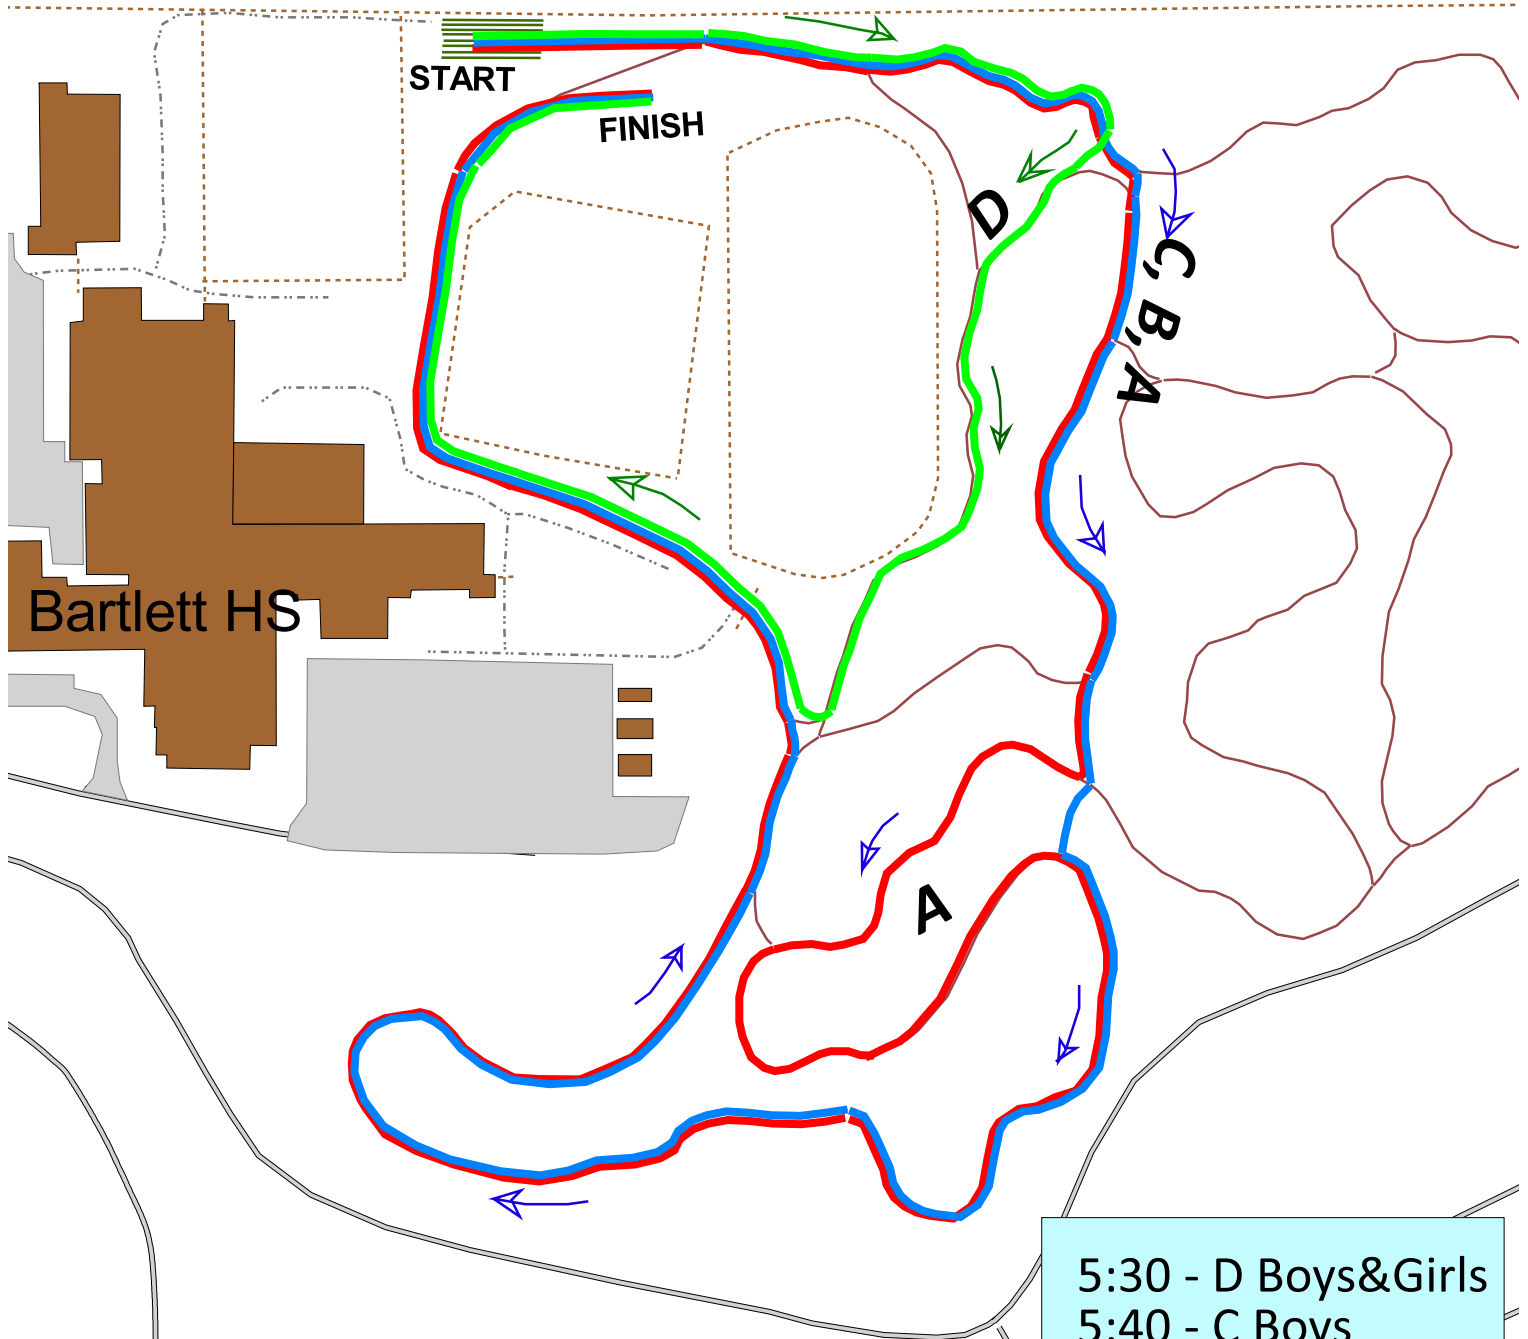 START
FINISH
D
C, B, A
Bartlett HS
A
5:30 - D Boys&Girls
5:40 - C Boys